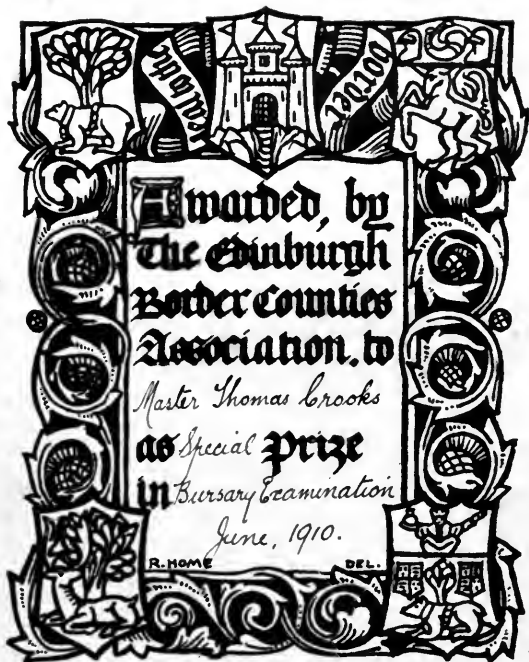 border
Awarded, by
The Edinburgh
Border Counties
Association, to
Master Thomas Crooks
as Special Prize
in Bursary Examination
June, 1910.
R. HOME DEL.